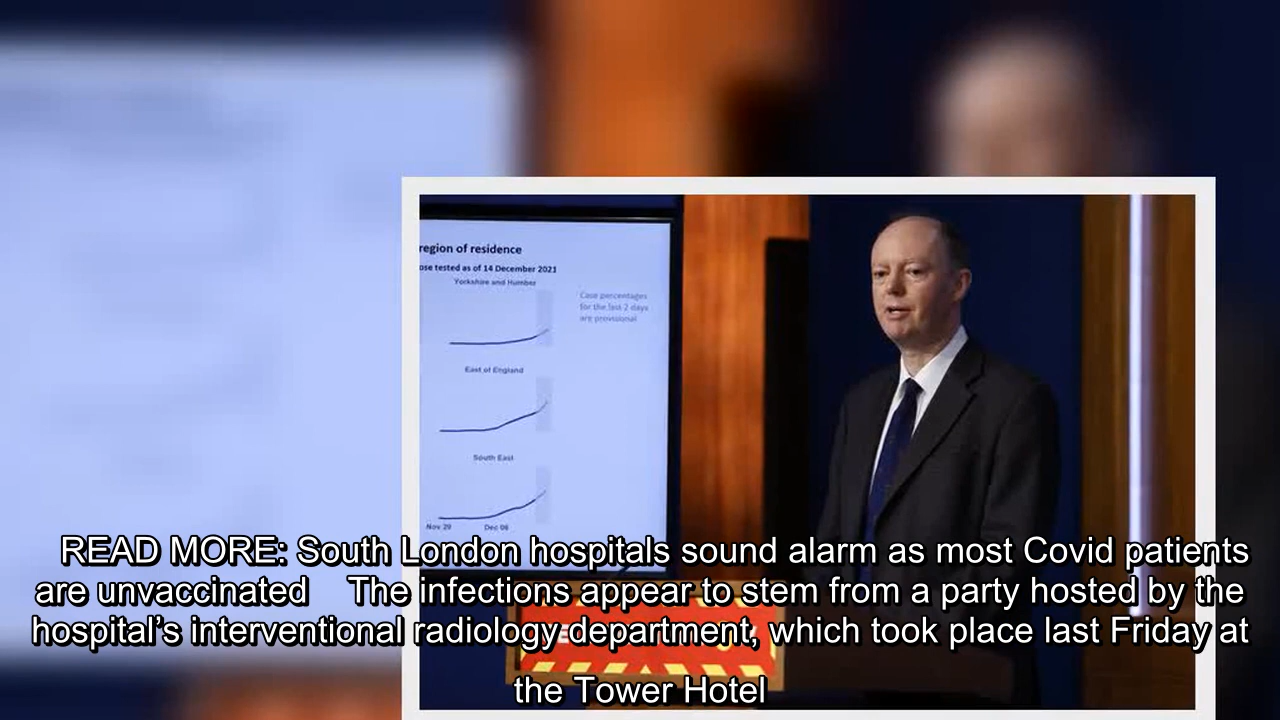 region of residence
ose tested as of 14 December 2021
Yorkshire and Humber
Case percentages
for the last 2 days
are provisional
East of England
South East
Nov 29 Dec 06
READ MORE: South London hospitals sound alarm as most Covid patients
are unvaccinated The infections appear to stem from a party hosted by the
hospital’s interventional radiology department, which took place last Friday at
the Tower Hotel